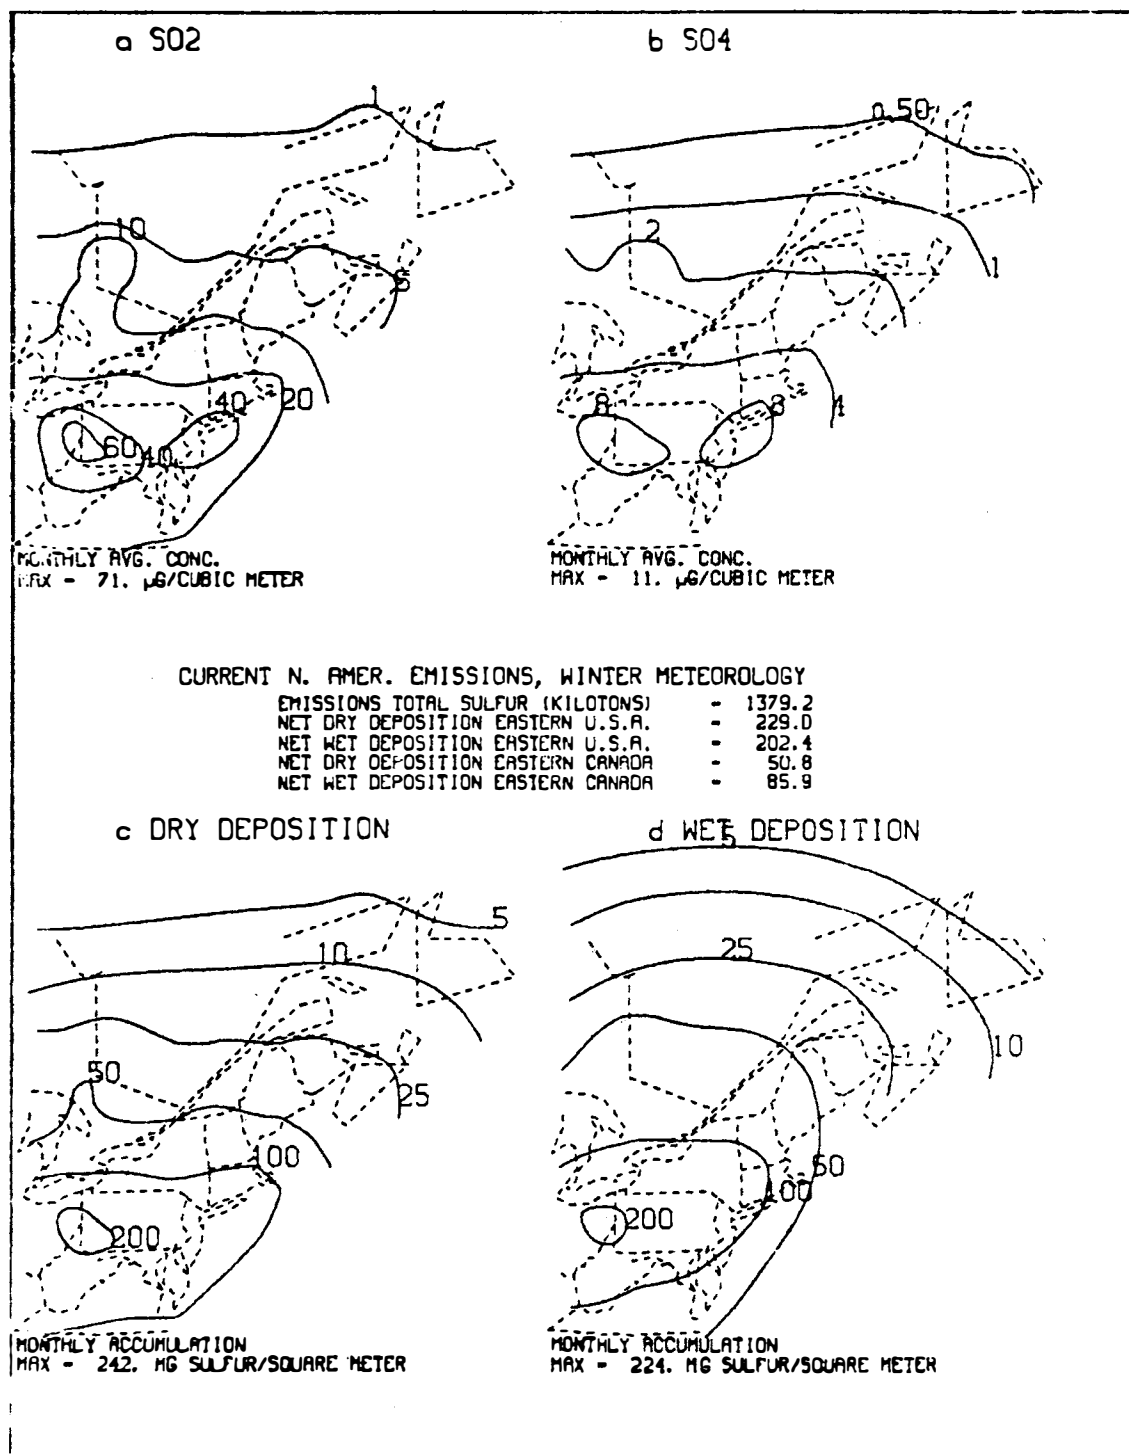 a SO2
b SO4
1
0.50
10
5
2
1
40
20
60
40
8
8
4
MONTHLY AVG. CONC.
MAX = 71. µG/CUBIC METER
MONTHLY AVG. CONC.
MAX = 11. µG/CUBIC METER
CURRENT N. AMER. EMISSIONS, WINTER METEOROLOGY
EMISSIONS TOTAL SULFUR (KILOTONS) = 1379.2
NET DRY DEPOSITION EASTERN U.S.A. = 229.0
NET WET DEPOSITION EASTERN U.S.A. = 202.4
NET DRY DEPOSITION EASTERN CANADA = 50.8
NET WET DEPOSITION EASTERN CANADA = 85.9
c DRY DEPOSITION
d WET DEPOSITION
5
5
10
25
50
25
10
100
200
50
100
200
MONTHLY ACCUMULATION
MAX = 242. MG SULFUR/SQUARE METER
MONTHLY ACCUMULATION
MAX = 224. MG SULFUR/SQUARE METER